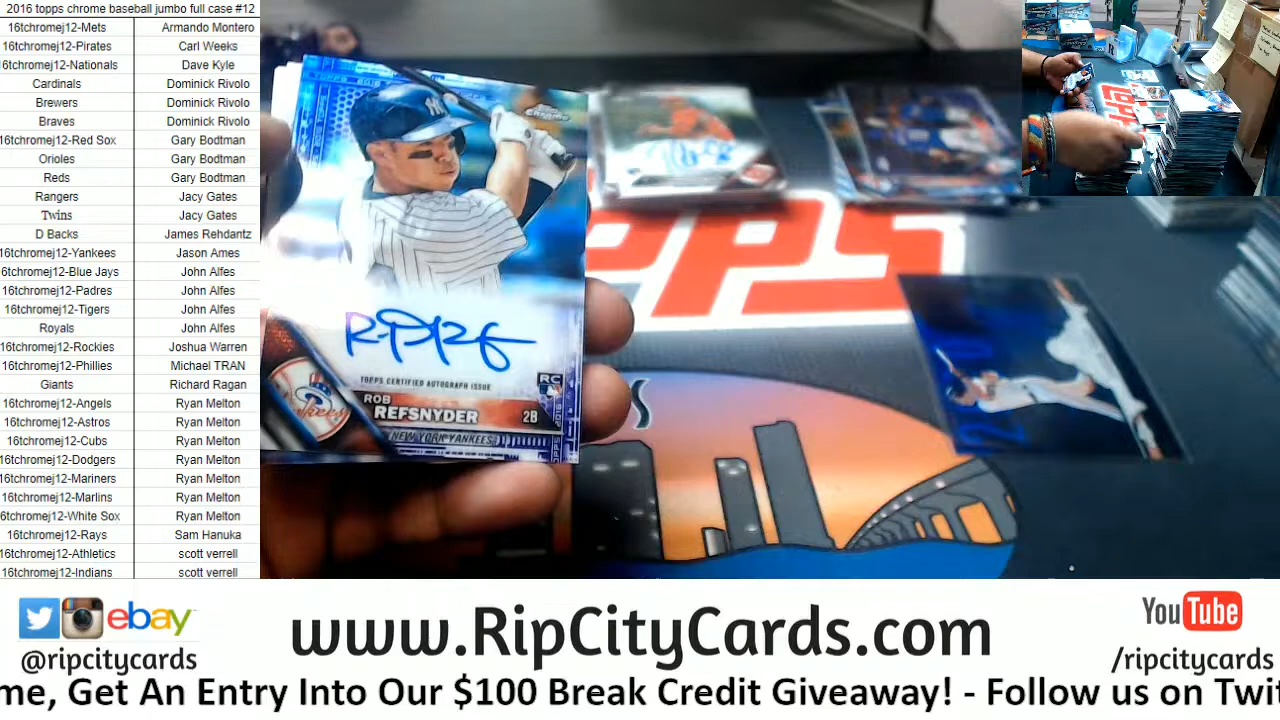 2016 topps chrome baseball jumbo full case #12
16tchromej12-Mets Armando Montero
16tchromej12-Pirates Carl Weeks
16tchromej12-Nationals Dave Kyle
Cardinals Dominick Rivolo
Brewers Dominick Rivolo
Braves Dominick Rivolo
16tchromej12-Red Sox Gary Bodtman
Orioles Gary Bodtman
Reds Gary Bodtman
Rangers Jacy Gates
Twins Jacy Gates
D Backs James Rehdantz
16tchromej12-Yankees Jason Ames
6tchromej12-Blue Jays John Alfes
16tchromej12-Padres John Alfes
16tchromej12-Tigers John Alfes
Royals John Alfes
16tchromej12-Rockies Joshua Warren
16tchromej12-Phillies Michael TRAN
Giants Richard Ragan
16tchromej12-Angels Ryan Melton
16tchromej12-Astros Ryan Melton
16tchromej12-Cubs Ryan Melton
6tchromej12-Dodgers Ryan Melton
6tchromej12-Mariners Ryan Melton
16tchromej12-Marlins Ryan Melton
6tchromej12-White Sox Ryan Melton
16tchromej12-Rays Sam Hanuka
16tchromej12-Athletics scott verrell
16tchromej12-Indians scott verrell
TOPPS CERTIFIED AUTOGRAPH ISSUE
RC
ROB
REFSNYDER 2B
NEW YORK YANKEES
ebay
@ripcitycards
www.RipCityCards.com
YouTube
/ripcitycards
me, Get An Entry Into Our $100 Break Credit Giveaway! - Follow us on Twit